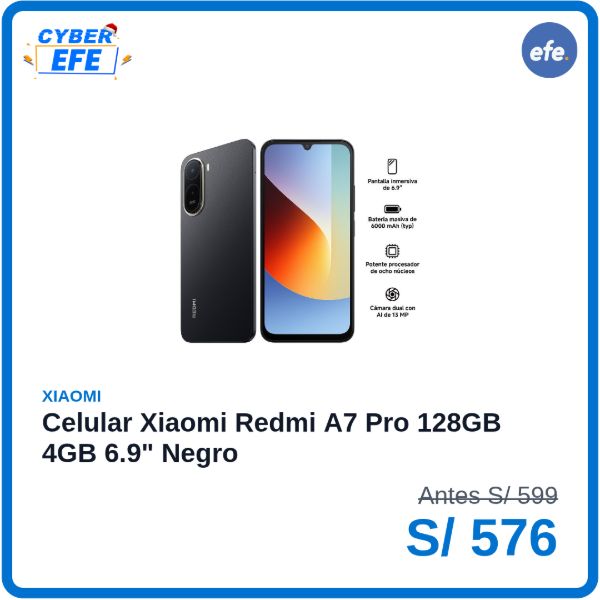 CYBER
EFE
efe.
Pantalla inmersiva
de 6.9"
Batería masiva de
6000 mAh (typ)
Potente procesador
de ocho núcleos
Cámara dual con
AI de 13 MP
REDMI
XIAOMI
Celular Xiaomi Redmi A7 Pro 128GB
4GB 6.9" Negro
Antes S/ 599
S/ 576